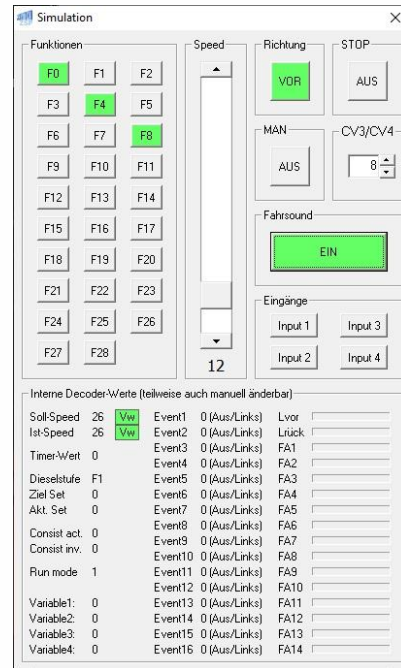 Simulation
Funktionen
F0 F1 F2
F3 F4 F5
F6 F7 F8
F9 F10 F11
F12 F13 F14
F15 F16 F17
F18 F19 F20
F21 F22 F23
F24 F25 F26
F27 F28
Speed
12
Richtung
VOR
STOP
AUS
MAN
AUS
CV3/CV4
8
Fahrsound
EIN
Eingänge
Input 1 Input 3
Input 2 Input 4
Interne Decoder-Werte (teilweise auch manuell änderbar)
Soll-Speed 26 Vw
Ist-Speed 26 Vw
Timer-Wert 0
Dieselstufe F1
Ziel Set 0
Akt. Set 0
Consist act. 0
Consist inv. 0
Run mode 1
Variable1: 0
Variable2: 0
Variable3: 0
Variable4: 0
Event1 0 (Aus/Links)
Event2 0 (Aus/Links)
Event3 0 (Aus/Links)
Event4 0 (Aus/Links)
Event5 0 (Aus/Links)
Event6 0 (Aus/Links)
Event7 0 (Aus/Links)
Event8 0 (Aus/Links)
Event9 0 (Aus/Links)
Event10 0 (Aus/Links)
Event11 0 (Aus/Links)
Event12 0 (Aus/Links)
Event13 0 (Aus/Links)
Event14 0 (Aus/Links)
Event15 0 (Aus/Links)
Event16 0 (Aus/Links)
Lvor
Lrück
FA1
FA2
FA3
FA4
FA5
FA6
FA7
FA8
FA9
FA10
FA11
FA12
FA13
FA14